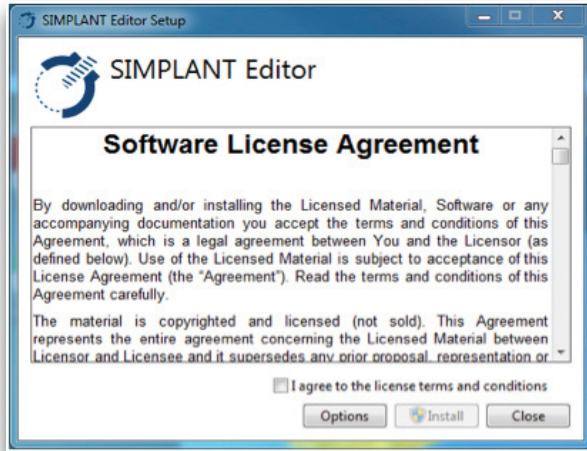 SIMPLANT Editor Setup
SIMPLANT Editor
Software License Agreement
By downloading and/or installing the Licensed Material, Software or any
accompanying documentation you accept the terms and conditions of this
Agreement, which is a legal agreement between You and the Licensor (as
defined below). Use of the Licensed Material is subject to acceptance of this
License Agreement (the “Agreement”). Read the terms and conditions of this
Agreement carefully.
The material is copyrighted and licensed (not sold). This Agreement
represents the entire agreement concerning the Licensed Material between
Licensor and Licensee and it supersedes any prior proposal, representation or
I agree to the license terms and conditions
Options Install Close